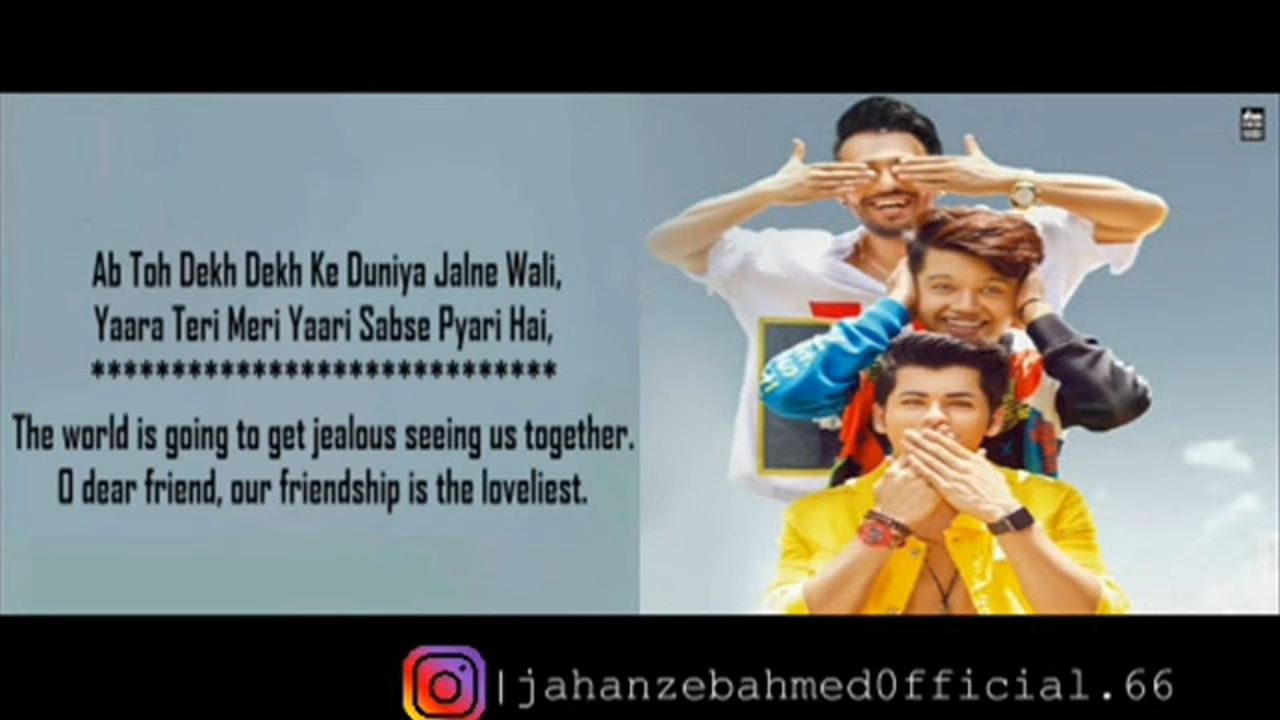 Ab Toh Dekh Dekh Ke Duniya Jalne Wali,
Yaara Teri Meri Yaari Sabse Pyari Hai,
*****************************
The world is going to get jealous seeing us together.
O dear friend, our friendship is the loveliest.
|jahanzebahmedOfficial.66